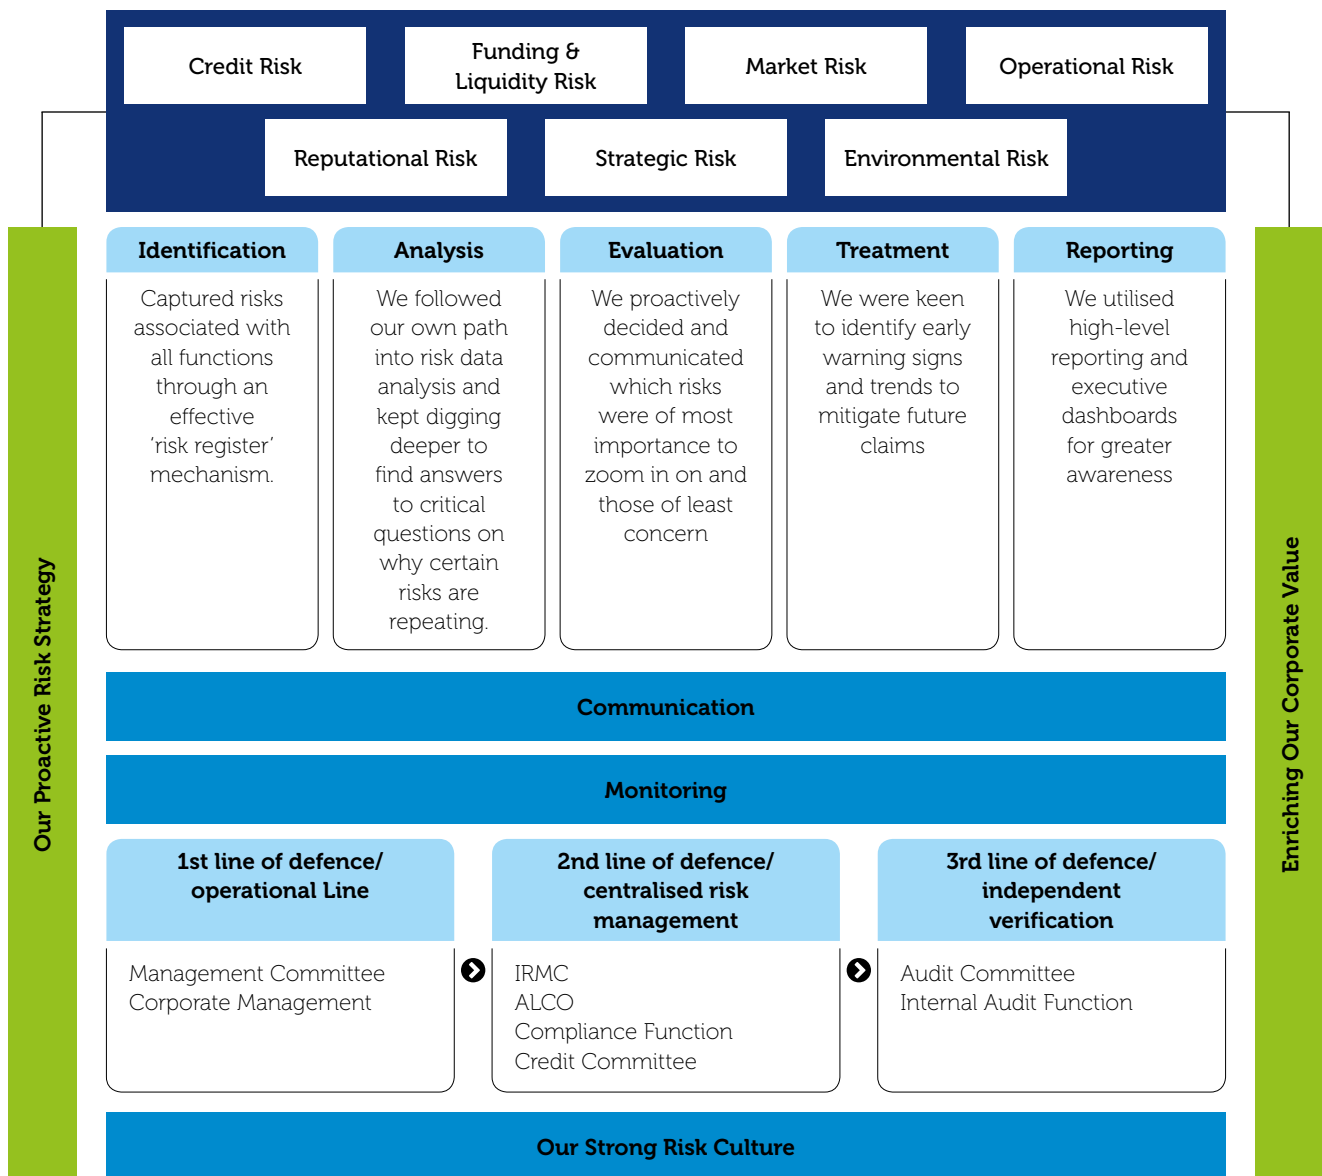 Credit Risk
Funding &
Liquidity Risk
Market Risk
Operational Risk
Reputational Risk
Strategic Risk
Environmental Risk
Our Proactive Risk Strategy
Identification
Captured risks
associated with
all functions
through an
effective
‘risk register’
mechanism.
Analysis
We followed
our own path
into risk data
analysis and
kept digging
deeper to
find answers
to critical
questions on
why certain
risks are
repeating.
Evaluation
We proactively
decided and
communicated
which risks
were of most
importance to
zoom in on and
those of least
concern
Treatment
We were keen
to identify early
warning signs
and trends to
mitigate future
claims
Reporting
We utilised
high-level
reporting and
executive
dashboards
for greater
awareness
Communication
Monitoring
1st line of defence/
operational Line
Management Committee
Corporate Management
2nd line of defence/
centralised risk
management
IRMC
ALCO
Compliance Function
Credit Committee
3rd line of defence/
independent
verification
Audit Committee
Internal Audit Function
Our Strong Risk Culture
Enriching Our Corporate Value